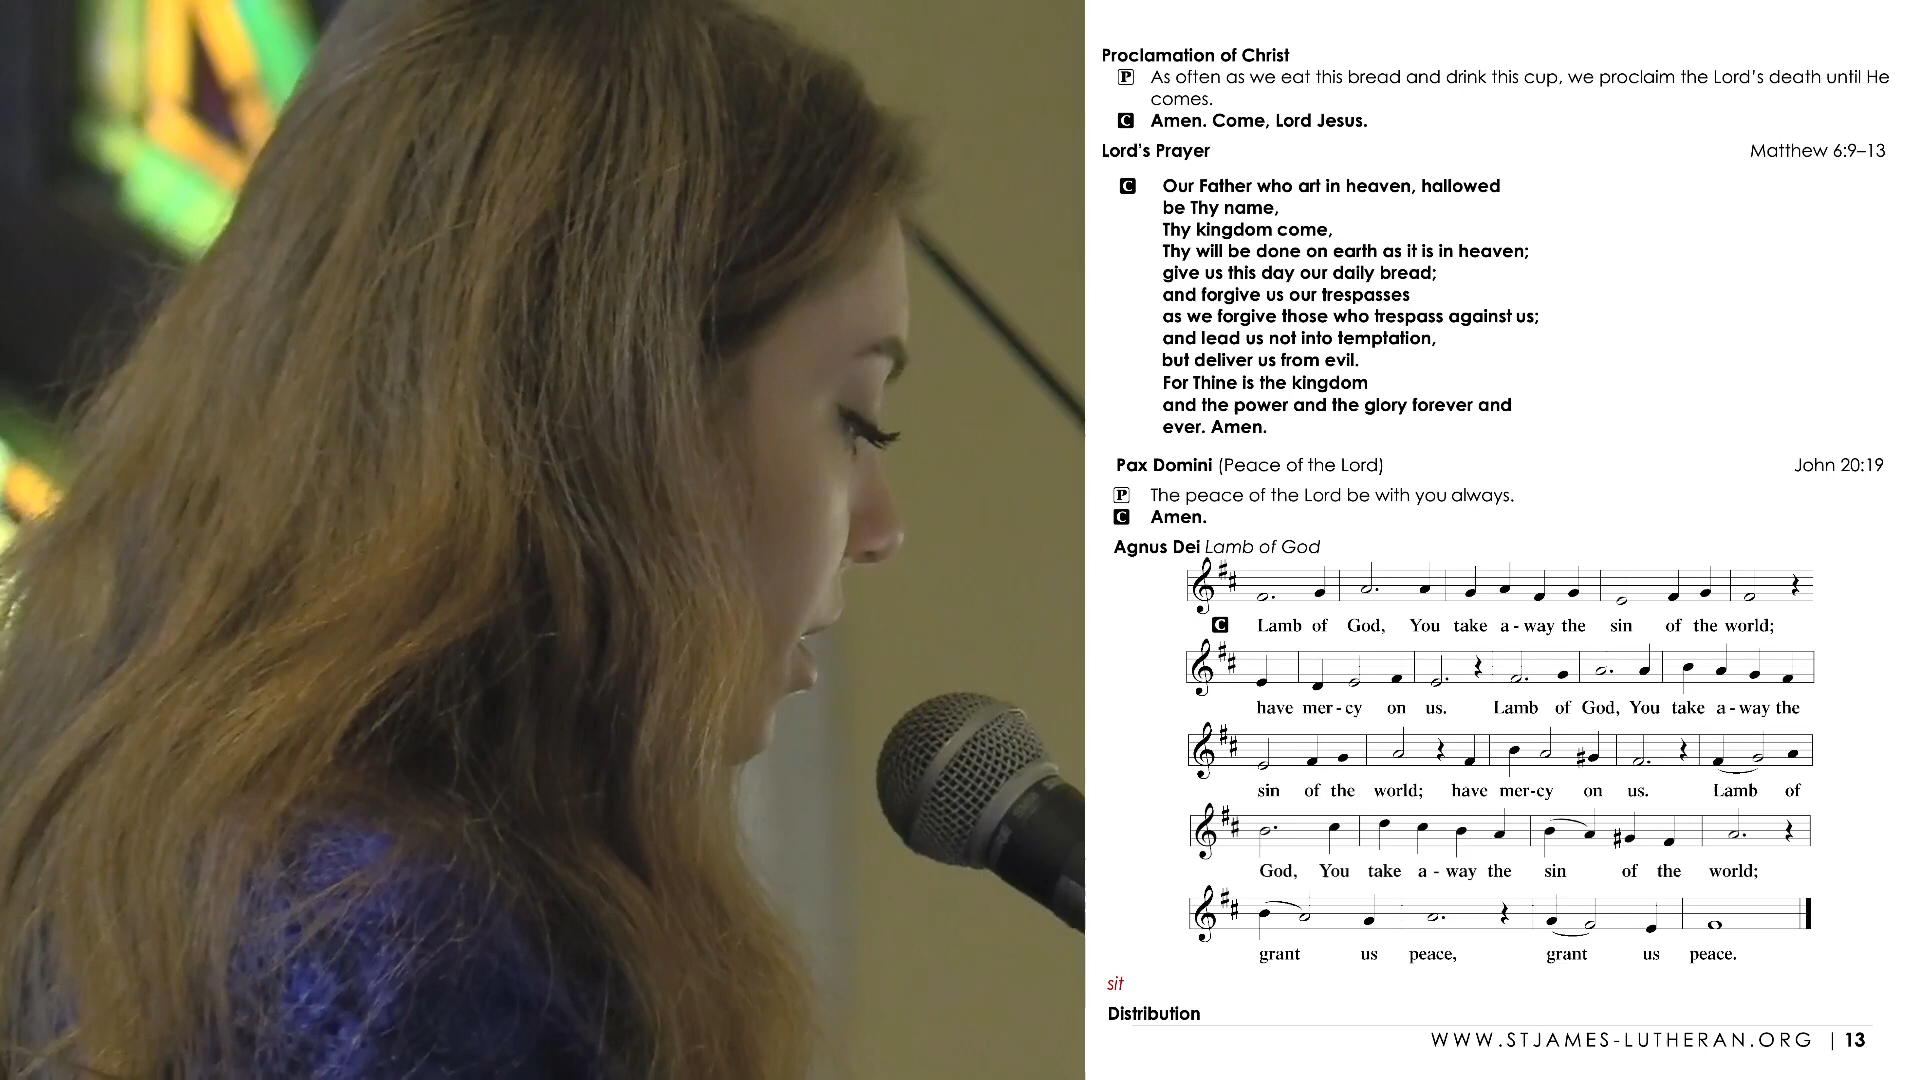 Proclamation of Christ
P As often as we eat this bread and drink this cup, we proclaim the Lord's death until He
comes.
C Amen. Come, Lord Jesus.
Lord's Prayer Matthew 6:9–13
C Our Father who art in heaven, hallowed
be Thy name,
Thy kingdom come,
Thy will be done on earth as it is in heaven;
give us this day our daily bread;
and forgive us our trespasses
as we forgive those who trespass against us;
and lead us not into temptation,
but deliver us from evil.
For Thine is the kingdom
and the power and the glory forever and
ever. Amen.
Pax Domini (Peace of the Lord) John 20:19
P The peace of the Lord be with you always.
C Amen.
Agnus Dei Lamb of God
C Lamb of God, You take a - way the sin of the world;
have mer - cy on us. Lamb of God, You take a - way the
sin of the world; have mer-cy on us. Lamb of
God, You take a - way the sin of the world;
grant us peace, grant us peace.
sit
Distribution
WWW.STJAMES-LUTHERAN.ORG | 13